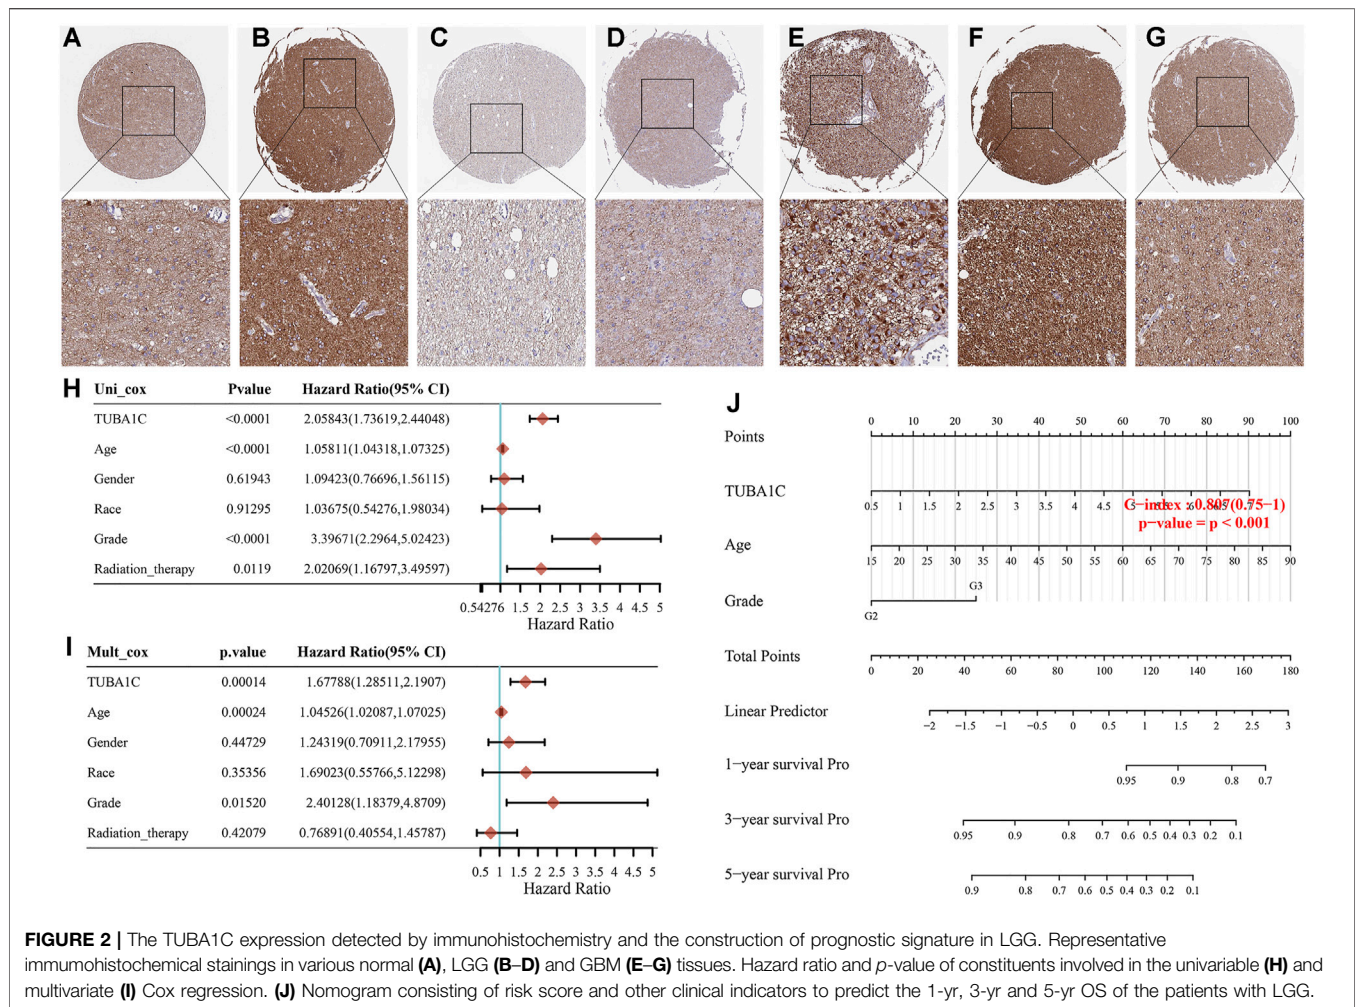 A B C D E F G
H Uni_cox Pvalue Hazard Ratio(95% CI)
TUBA1C <0.0001 2.05843(1.73619,2.44048)
Age <0.0001 1.05811(1.04318,1.07325)
Gender 0.61943 1.09423(0.76696,1.56115)
Race 0.91295 1.03675(0.54276,1.98034)
Grade <0.0001 3.39671(2.2964,5.02423)
Radiation_therapy 0.0119 2.02069(1.16797,3.49597)
0.54276 1 1.5 2 2.5 3 3.5 4 4.5 5
Hazard Ratio
I Mult_cox p.value Hazard Ratio(95% CI)
TUBA1C 0.00014 1.67788(1.28511,2.1907)
Age 0.00024 1.04526(1.02087,1.07025)
Gender 0.44729 1.24319(0.70911,2.17955)
Race 0.35356 1.69023(0.55766,5.12298)
Grade 0.01520 2.40128(1.18379,4.8709)
Radiation_therapy 0.42079 0.76891(0.40554,1.45787)
0.5 1 1.5 2 2.5 3 3.5 4 4.5 5
Hazard Ratio
J
Points 0 10 20 30 40 50 60 70 80 90 100
TUBA1C
0.5 1 1.5 2 2.5 3 3.5 4 4.5 5 6 7
C−index : 0.807(0.75−1)
p−value = p < 0.001
Age
15 20 25 30 35 40 45 50 55 60 65 70 75 80 85 90
G3
Grade
G2
Total Points
0 20 40 60 80 100 120 140 160 180
Linear Predictor
−2 −1.5 −1 −0.5 0 0.5 1 1.5 2 2.5 3
1−year survival Pro
0.95 0.9 0.8 0.7
3−year survival Pro
0.95 0.9 0.8 0.7 0.6 0.5 0.4 0.3 0.2 0.1
5−year survival Pro
0.9 0.8 0.7 0.6 0.5 0.4 0.3 0.2 0.1
FIGURE 2 | The TUBA1C expression detected by immunohistochemistry and the construction of prognostic signature in LGG. Representative
immumohistochemical stainings in various normal (A), LGG (B–D) and GBM (E–G) tissues. Hazard ratio and p-value of constituents involved in the univariable (H) and
multivariate (I) Cox regression. (J) Nomogram consisting of risk score and other clinical indicators to predict the 1-yr, 3-yr and 5-yr OS of the patients with LGG.